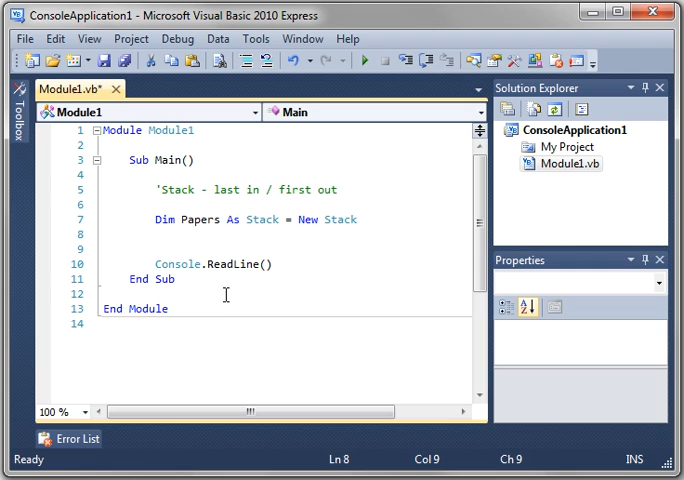 ConsoleApplication1 - Microsoft Visual Basic 2010 Express
File Edit View Project Debug Data Tools Window Help
Module1.vb*
Toolbox
Module1 Main
1 Module Module1
2
3 Sub Main()
4
5 'Stack - last in / first out
6
7 Dim Papers As Stack = New Stack
8
9
10 Console.ReadLine()
11 End Sub
12
13 End Module
14
100 %
Error List
Solution Explorer
ConsoleApplication1
My Project
Module1.vb
Properties
Ready Ln 8 Col 9 Ch 9 INS